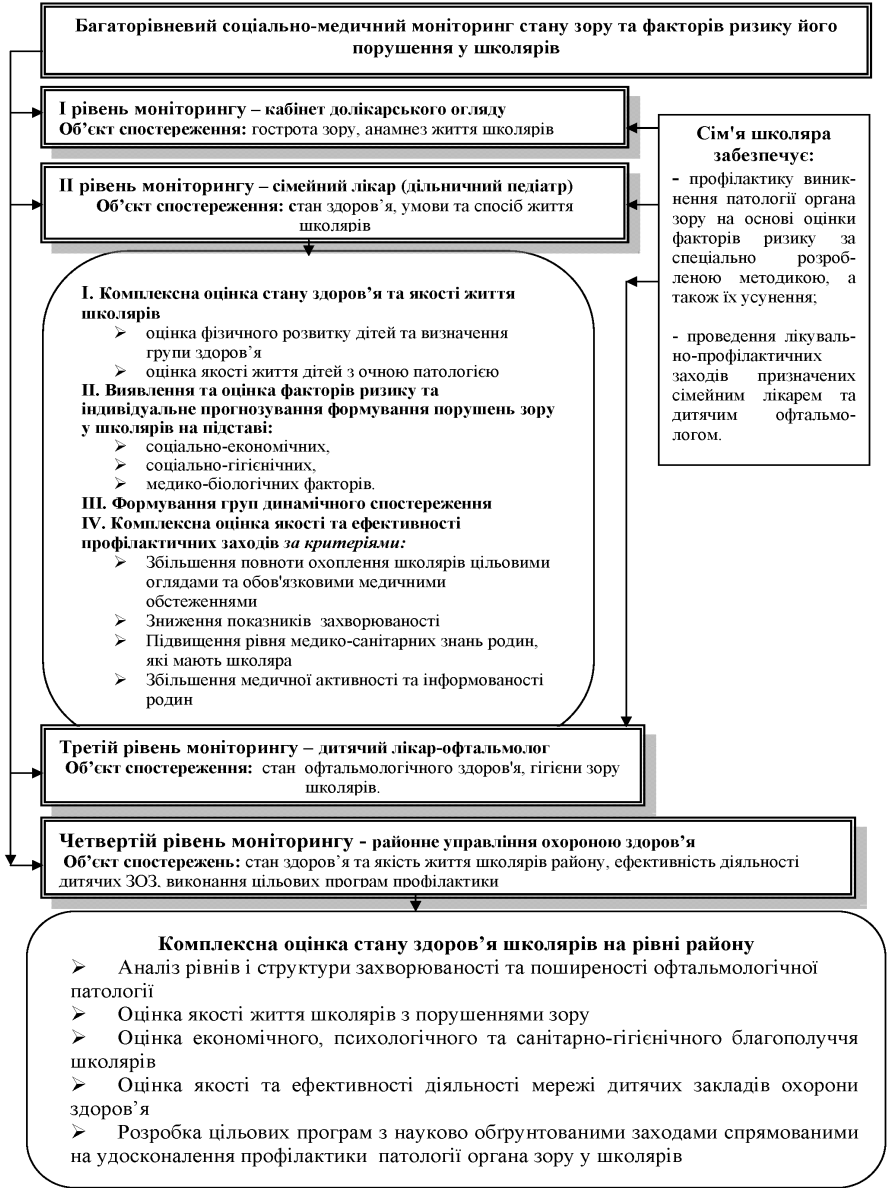 Багаторівневий соціально-медичний моніторинг стану зору та факторів ризику його
порушення у школярів
І рівень моніторингу – кабінет долікарського огляду
Об’єкт спостереження: гострота зору, анамнез життя школярів
ІІ рівень моніторингу – сімейний лікар (дільничний педіатр)
Об’єкт спостереження: стан здоров’я, умови та спосіб життя
школярів
Сім'я школяра
забезпечує:
- профілактику виник-
нення патології органа
зору на основі оцінки
факторів ризику за
спеціально розроб-
леною методикою, а
також їх усунення;
- проведення лікуваль-
но-профілактичних
заходів призначених
сімейним лікарем та
дитячим офтальмо-
логом.
І. Комплексна оцінка стану здоров’я та якості життя
школярів
➢ оцінка фізичного розвитку дітей та визначення
групи здоров’я
➢ оцінка якості життя дітей з очною патологією
ІІ. Виявлення та оцінка факторів ризику та
індивідуальне прогнозування формування порушень зору
у школярів на підставі:
➢ соціально-економічних,
➢ соціально-гігієнічних,
➢ медико-біологічних факторів.
ІІІ. Формування груп динамічного спостереження
IV. Комплексна оцінка якості та ефективності
профілактичних заходів за критеріями:
➢ Збільшення повноти охоплення школярів цільовими
оглядами та обов'язковими медичними
обстеженнями
➢ Зниження показників захворюваності
➢ Підвищення рівня медико-санітарних знань родин,
які мають школяра
➢ Збільшення медичної активності та інформованості
родин
Третій рівень моніторингу – дитячий лікар-офтальмолог
Об’єкт спостереження: стан офтальмологічного здоров'я, гігієни зору
школярів.
Четвертій рівень моніторингу - районне управління охороною здоров’я
Об’єкт спостережень: стан здоров’я та якість життя школярів району, ефективність діяльності
дитячих ЗОЗ, виконання цільових програм профілактики
Комплексна оцінка стану здоров’я школярів на рівні району
➢ Аналіз рівнів і структури захворюваності та поширеності офтальмологічної
патології
➢ Оцінка якості життя школярів з порушеннями зору
➢ Оцінка економічного, психологічного та санітарно-гігієнічного благополуччя
школярів
➢ Оцінка якості та ефективності діяльності мережі дитячих закладів охорони
здоров’я
➢ Розробка цільових програм з науково обґрунтованими заходами спрямованими
на удосконалення профілактики патології органа зору у школярів